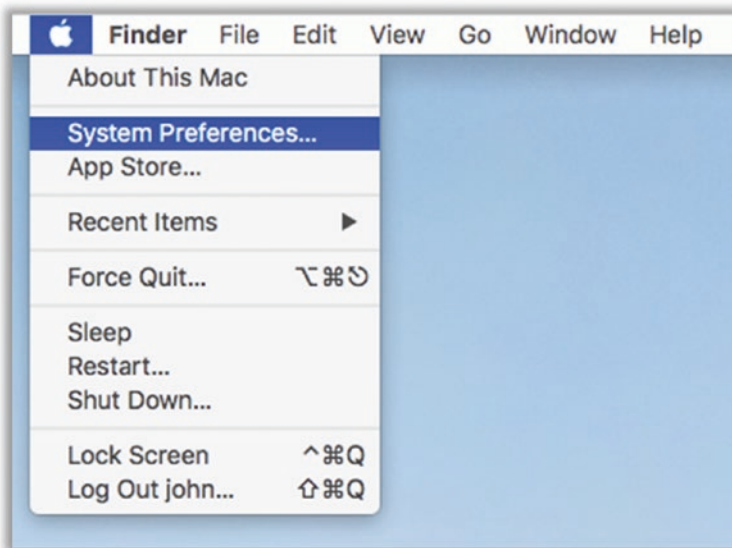 Finder File Edit View Go Window Help
About This Mac
System Preferences...
App Store...
Recent Items ▶
Force Quit... ⌥⌘⎋
Sleep
Restart...
Shut Down...
Lock Screen ^⌘Q
Log Out john... ⇧⌘Q